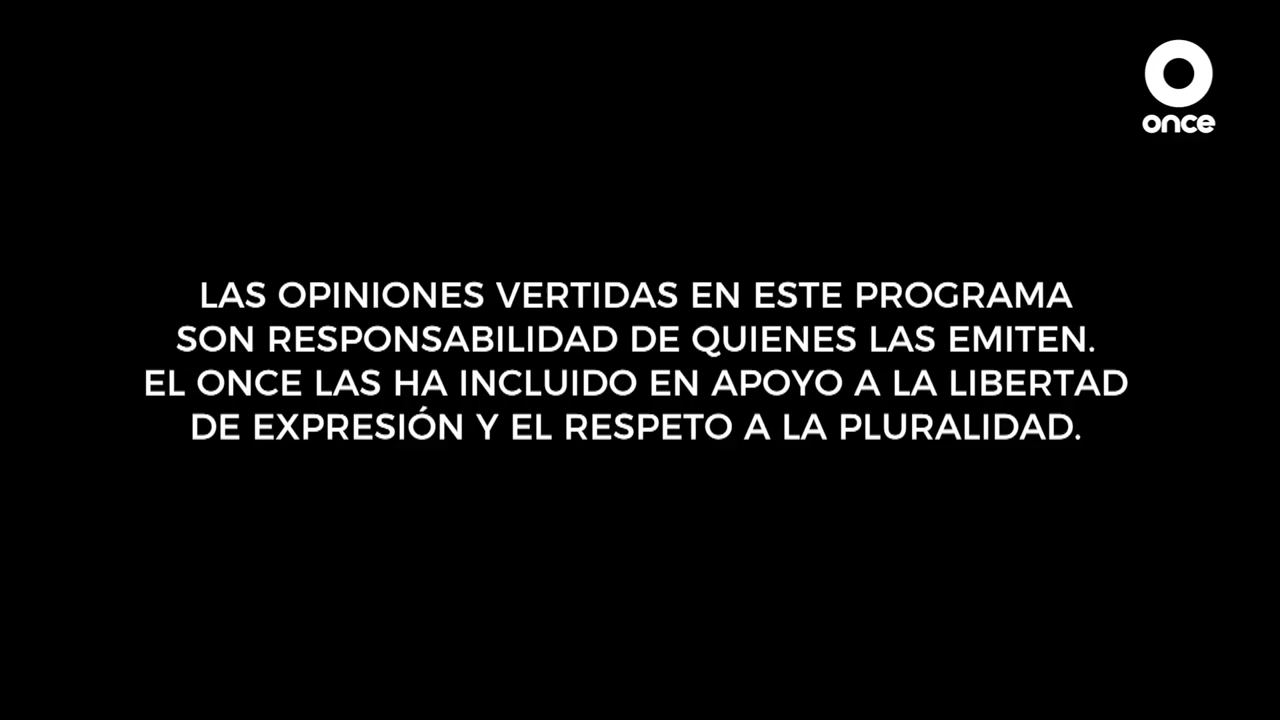 once
LAS OPINIONES VERTIDAS EN ESTE PROGRAMA
SON RESPONSABILIDAD DE QUIENES LAS EMITEN.
EL ONCE LAS HA INCLUIDO EN APOYO A LA LIBERTAD
DE EXPRESIÓN Y EL RESPETO A LA PLURALIDAD.